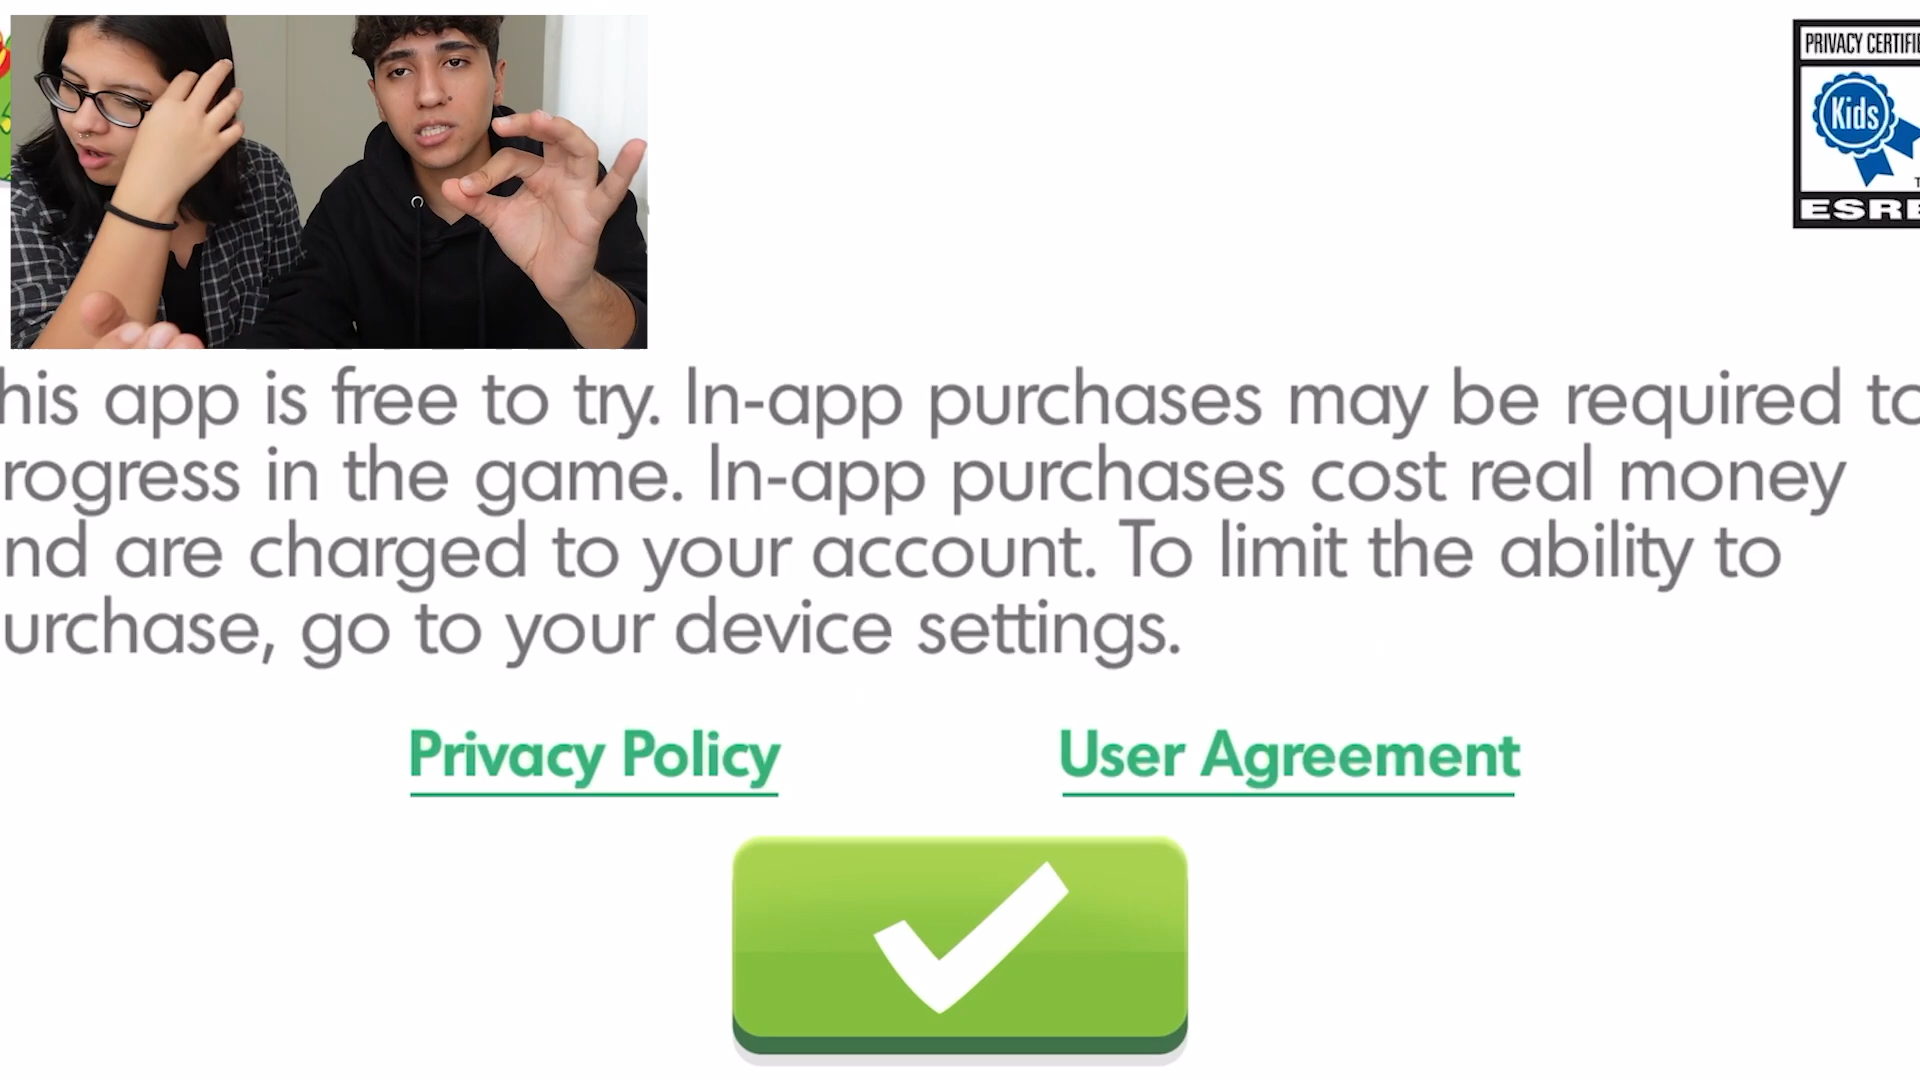 PRIVACY CERTIFIE
Kids
ESRB
his app is free to try. In-app purchases may be required to
rogress in the game. In-app purchases cost real money
nd are charged to your account. To limit the ability to
urchase, go to your device settings.
Privacy Policy
User Agreement